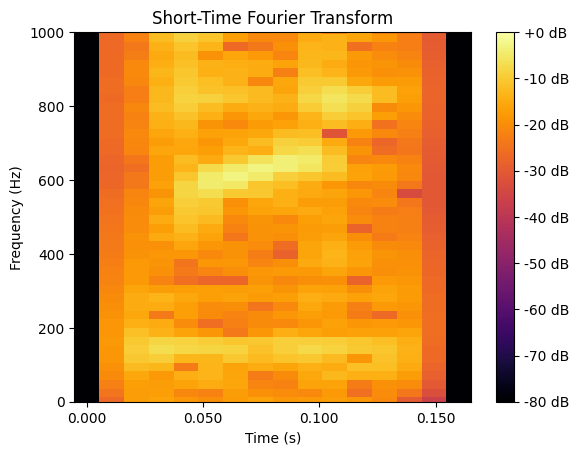 Short-Time Fourier Transform
1000
800
600
400
200
0
Frequency (Hz)
0.000
0.050
0.100
0.150
Time (s)
+0 dB
-10 dB
-20 dB
-30 dB
-40 dB
-50 dB
-60 dB
-70 dB
-80 dB